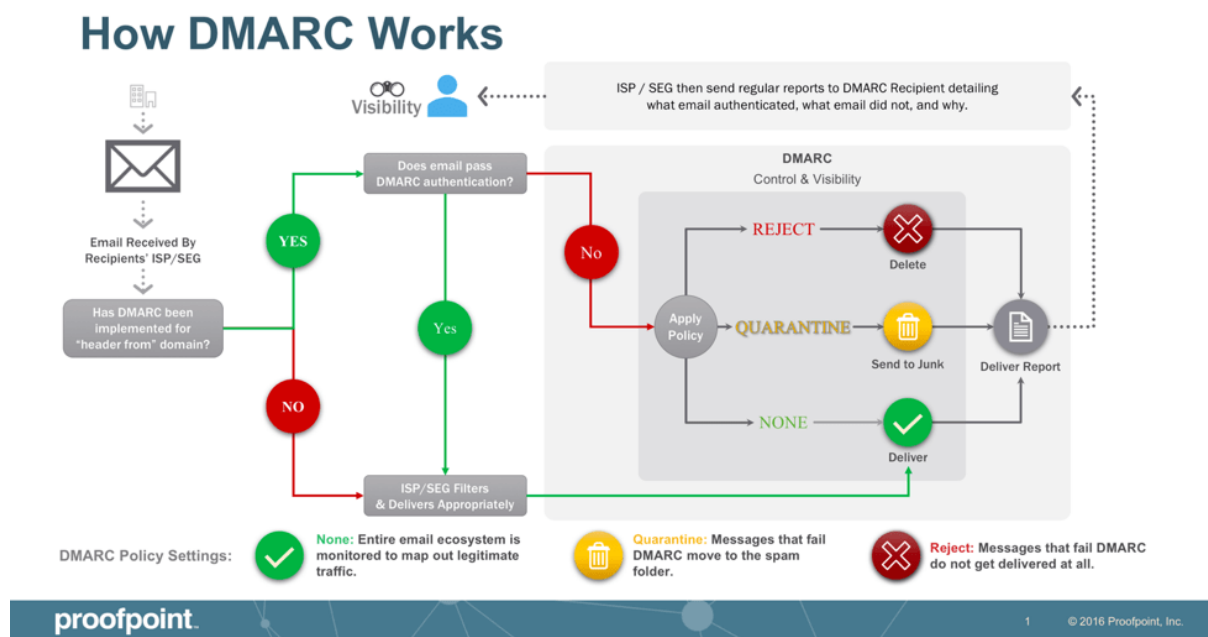 How DMARC Works
Visibility
ISP / SEG then send regular reports to DMARC Recipient detailing
what email authenticated, what email did not, and why.
Email Received By
Recipients' ISP/SEG
Has DMARC been
implemented for
"header from" domain?
YES
NO
Does email pass
DMARC authentication?
Yes
No
ISP/SEG Filters
& Delivers Appropriately
DMARC
Control & Visibility
Apply
Policy
REJECT
Delete
QUARANTINE
Send to Junk
NONE
Deliver
Deliver Report
DMARC Policy Settings:
None: Entire email ecosystem is
monitored to map out legitimate
traffic.
Quarantine: Messages that fail
DMARC move to the spam
folder.
Reject: Messages that fail DMARC
do not get delivered at all.
proofpoint
1
© 2016 Proofpoint, Inc.